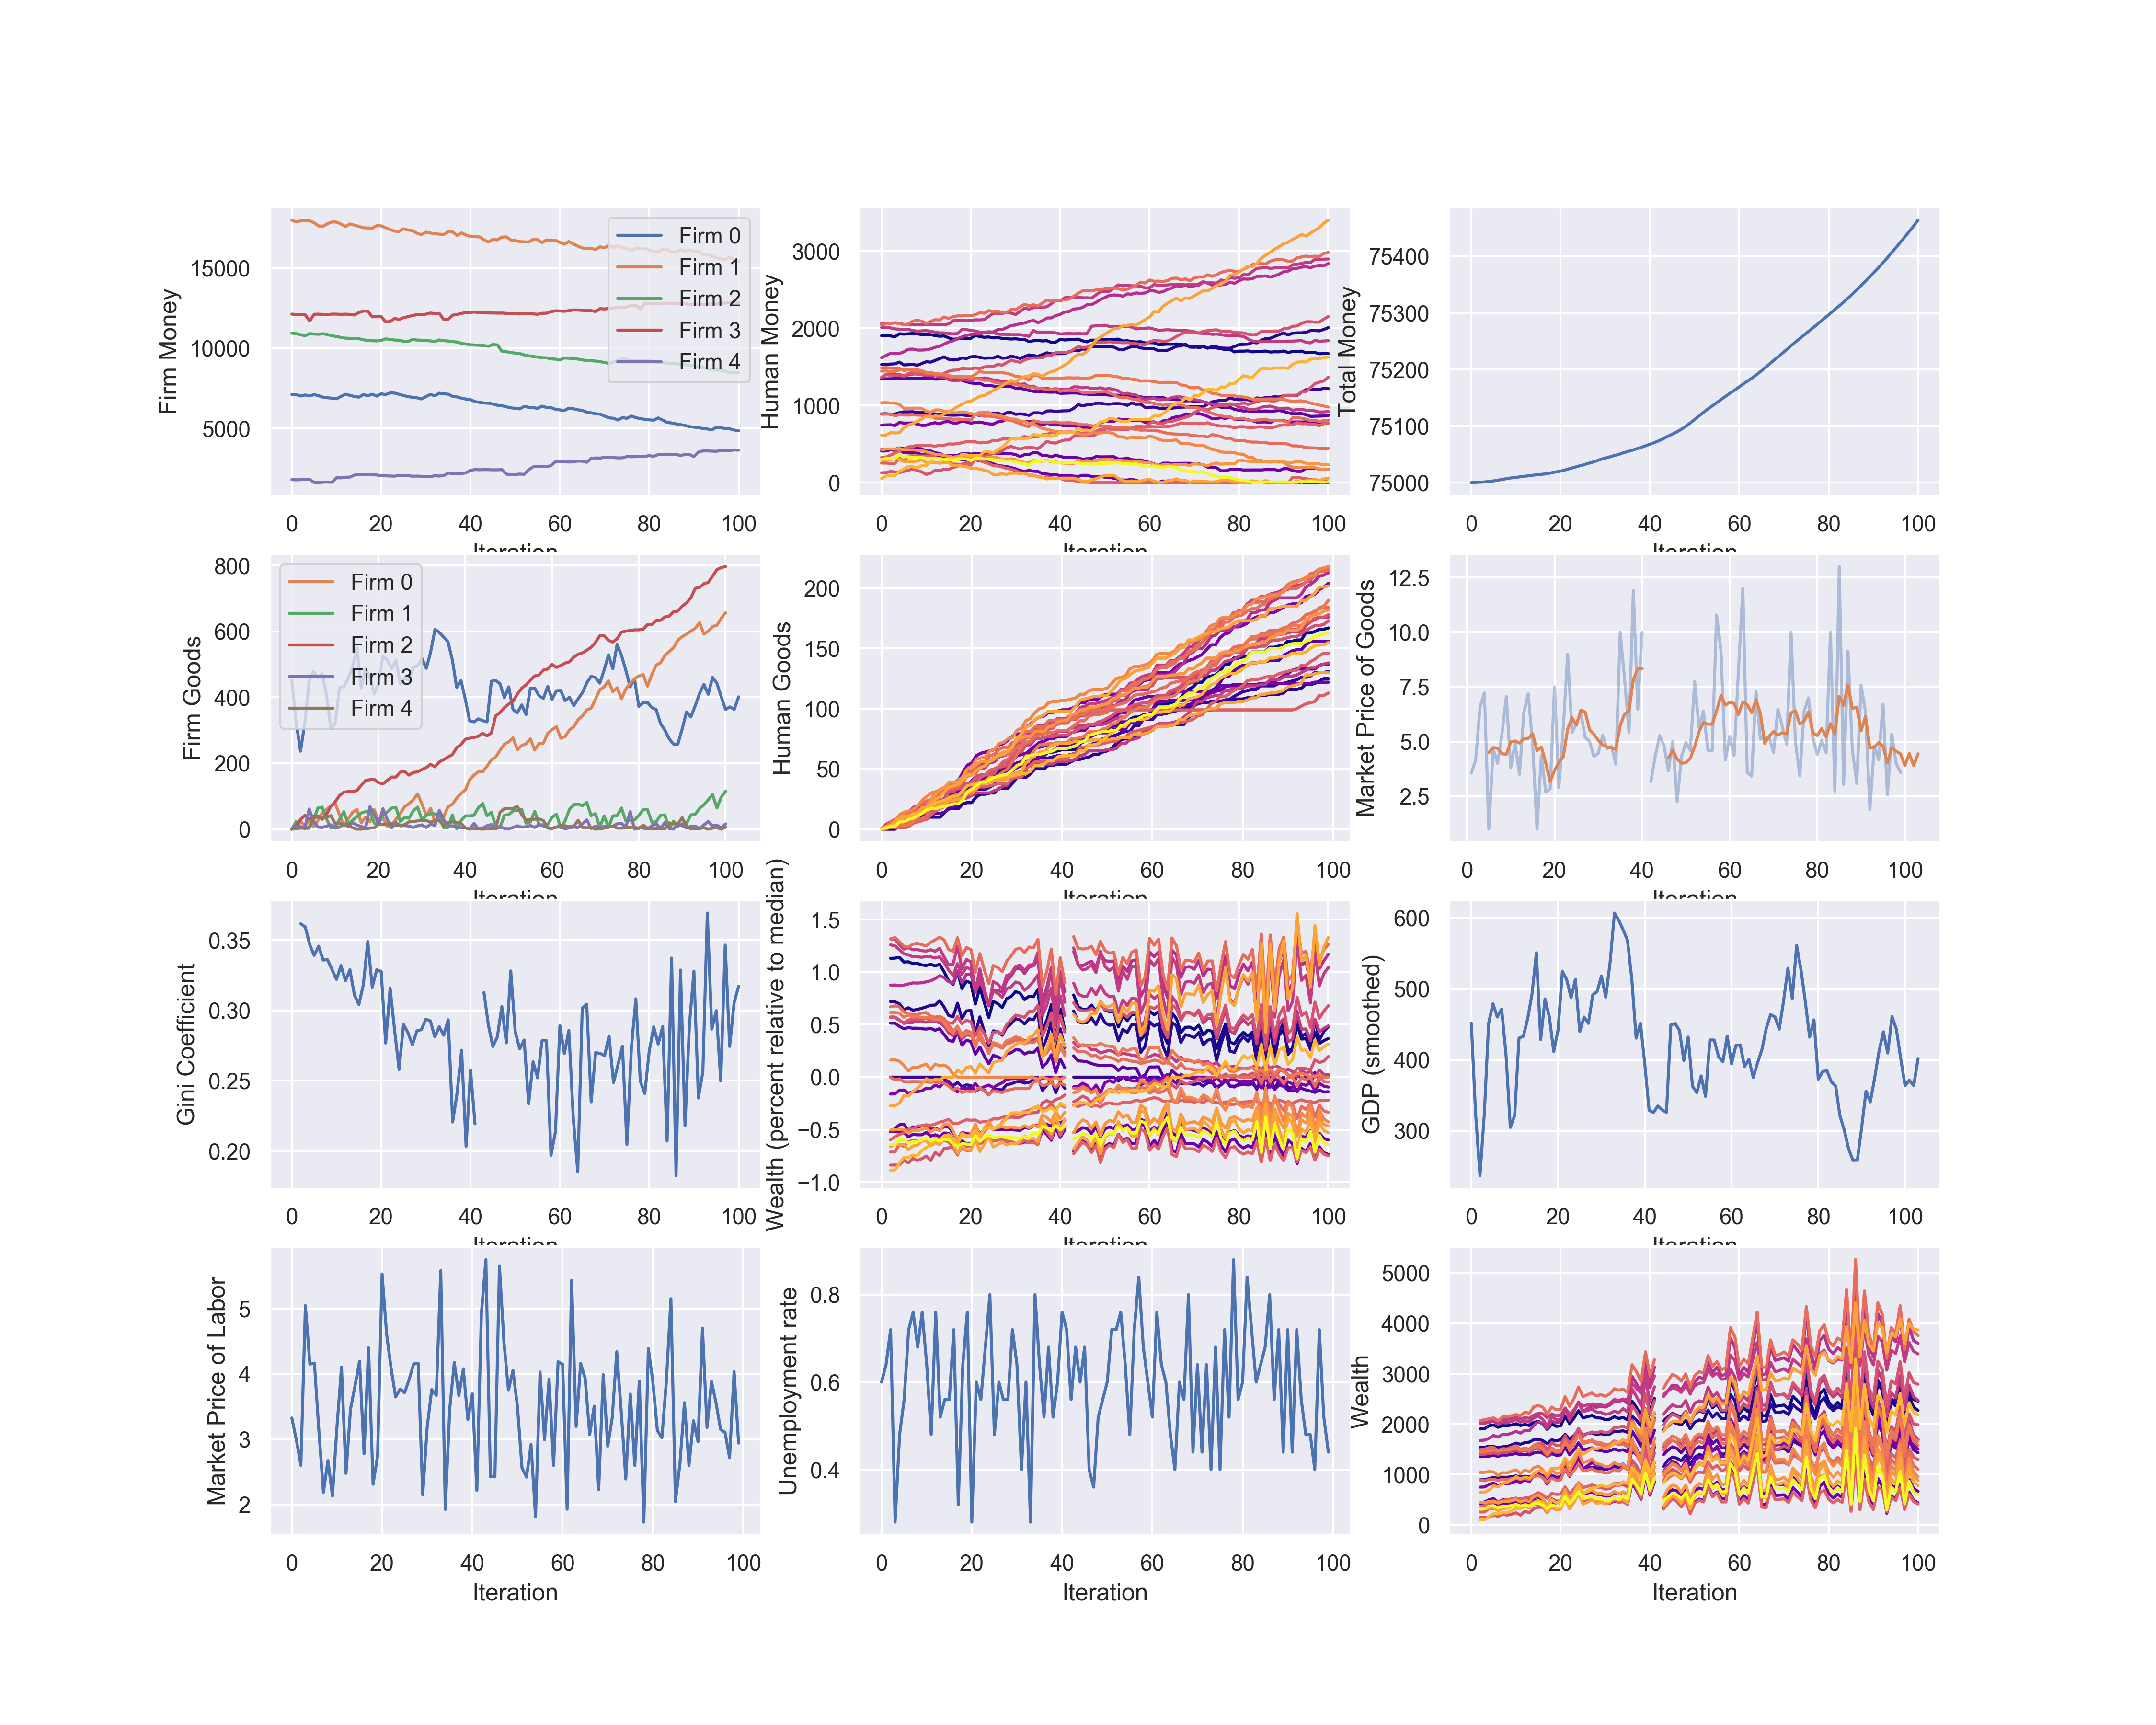 Firm Money
15000
10000
5000
0 20 40 60 80 100
Iteration
Firm 0
Firm 1
Firm 2
Firm 3
Firm 4
Human Money
3000
2000
1000
0
0 20 40 60 80 100
Iteration
Total Money
75400
75300
75200
75100
75000
0 20 40 60 80 100
Iteration
Firm Goods
800
600
400
200
0
0 20 40 60 80 100
Iteration
Firm 0
Firm 1
Firm 2
Firm 3
Firm 4
Human Goods
200
150
100
50
0
0 20 40 60 80 100
Iteration
Market Price of Goods
12.5
10.0
7.5
5.0
2.5
0 20 40 60 80 100
Iteration
Gini Coefficient
0.35
0.30
0.25
0.20
0 20 40 60 80 100
Iteration
Wealth (percent relative to median)
1.5
1.0
0.5
0.0
−0.5
−1.0
0 20 40 60 80 100
Iteration
GDP (smoothed)
600
500
400
300
0 20 40 60 80 100
Iteration
Market Price of Labor
5
4
3
2
0 20 40 60 80 100
Iteration
Unemployment rate
0.8
0.6
0.4
0 20 40 60 80 100
Iteration
Wealth
5000
4000
3000
2000
1000
0
0 20 40 60 80 100
Iteration